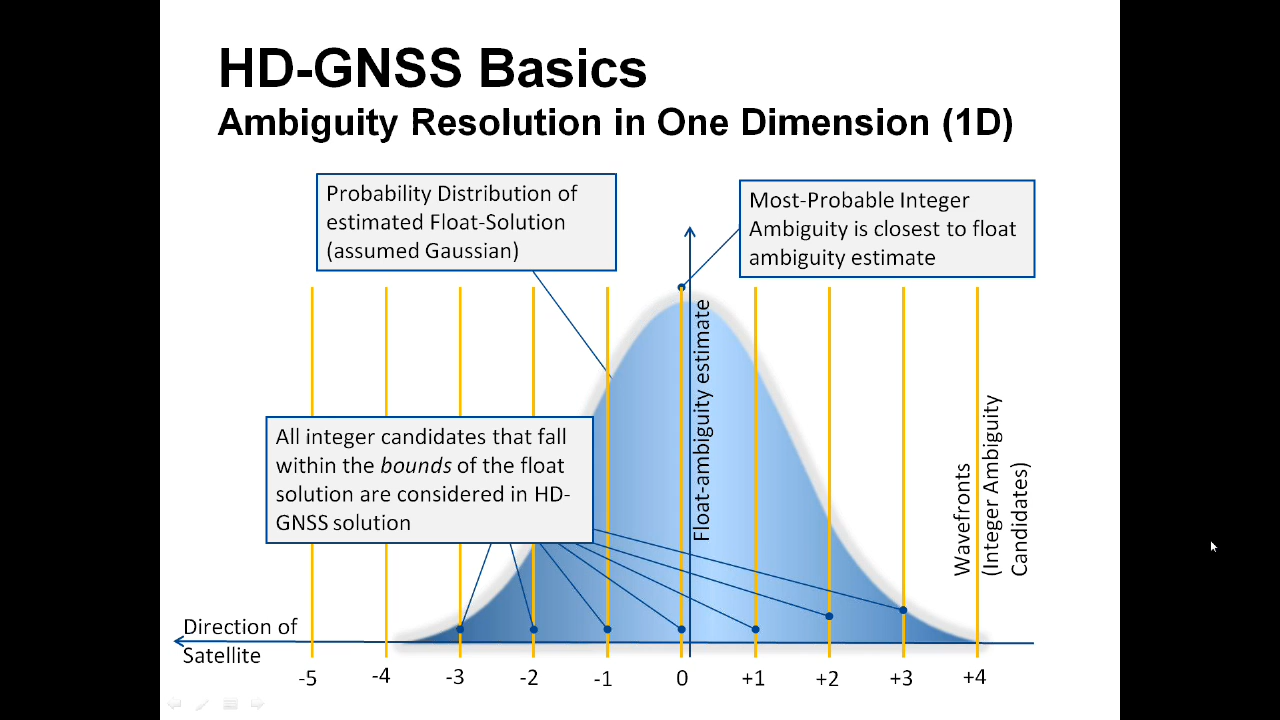 HD-GNSS Basics
Ambiguity Resolution in One Dimension (1D)
Probability Distribution of
estimated Float-Solution
(assumed Gaussian)
Most-Probable Integer
Ambiguity is closest to float
ambiguity estimate
Float-ambiguity estimate
All integer candidates that fall
within the bounds of the float
solution are considered in HD-
GNSS solution
Wavefronts
(Integer Ambiguity
Candidates)
Direction of
Satellite
-5 -4 -3 -2 -1 0 +1 +2 +3 +4